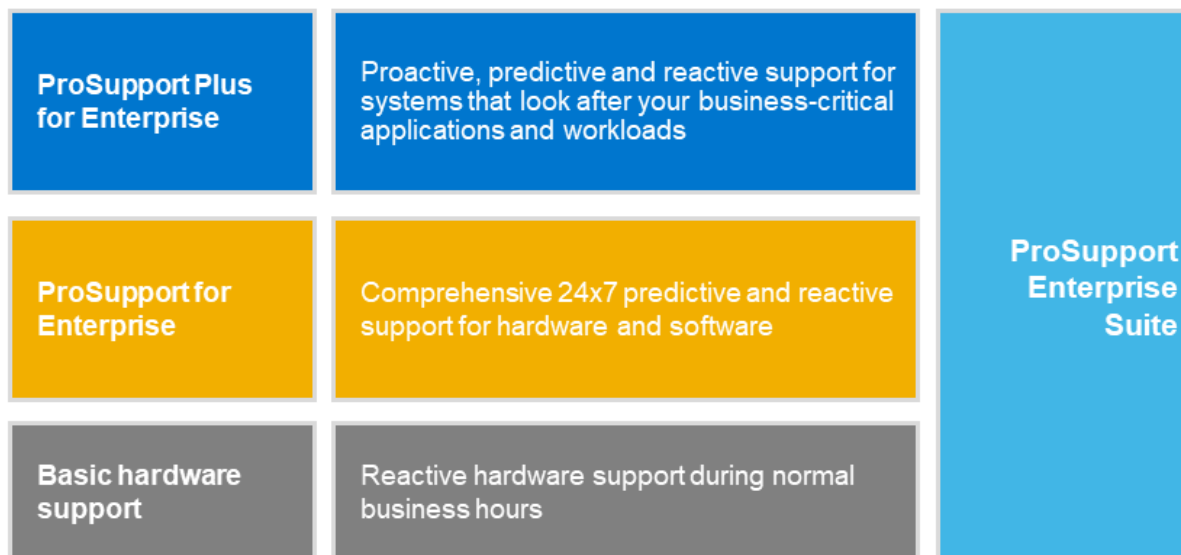 ProSupport Plus
for Enterprise
Proactive, predictive and reactive support for
systems that look after your business-critical
applications and workloads
ProSupport for
Enterprise
Comprehensive 24x7 predictive and reactive
support for hardware and software
Basic hardware
support
Reactive hardware support during normal
business hours
ProSupport
Enterprise
Suite